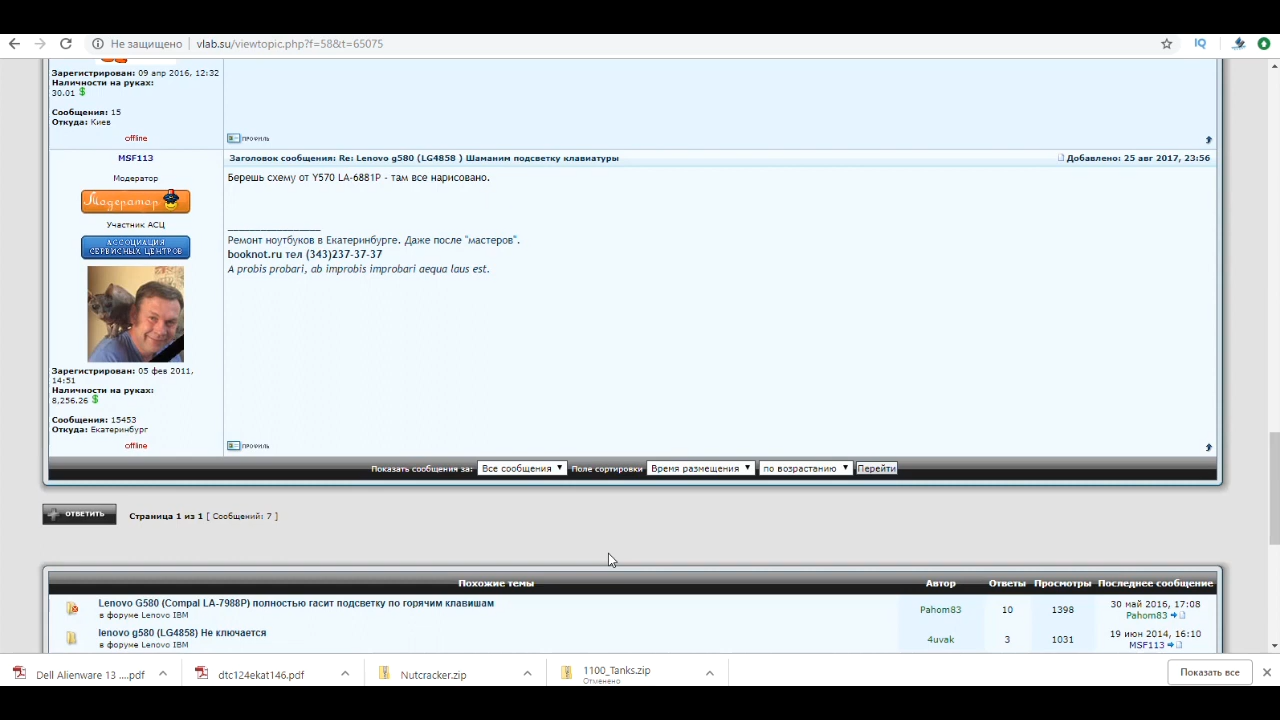 Не защищено vlab.su/viewtopic.php?f=58&t=65075 IQ
Зарегистрирован: 09 апр 2016, 12:32
Наличности на руках:
30.01 $
Сообщения: 15
Откуда: Киев
offline
ПРОФИЛЬ
MSF113
Заголовок сообщения: Re: Lenovo g580 (LG4858 ) Шаманим подсветку клавиатуры
Добавлено: 25 авг 2017, 23:56
Модератор
Модератор
Участник АСЦ
АССОЦИАЦИЯ
СЕРВИСНЫХ ЦЕНТРОВ
Берешь схему от Y570 LA-6881P - там все нарисовано.
_________________
Ремонт ноутбуков в Екатеринбурге. Даже после "мастеров".
booknot.ru тел (343)237-37-37
A probis probari, ab improbis improbari aequa laus est.
Зарегистрирован: 05 фев 2011,
14:51
Наличности на руках:
8,256.26 $
Сообщения: 15453
Откуда: Екатеринбург
offline
ПРОФИЛЬ
Показать сообщения за: Все сообщения Поле сортировки Время размещения по возрастанию Перейти
ОТВЕТИТЬ Страница 1 из 1 [ Сообщений: 7 ]
Похожие темы Автор Ответы Просмотры Последнее сообщение
Lenovo G580 (Compal LA-7988P) полностью гасит подсветку по горячим клавишам
в форуме Lenovo IBM
Pahom83 10 1398 30 май 2016, 17:08
Pahom83
lenovo g580 (LG4858) Не включается
в форуме Lenovo IBM
4uvak 3 1031 19 июн 2014, 16:10
MSF113
Dell Alienware 13 ....pdf
dtc124ekat146.pdf
Nutcracker.zip
1100_Tanks.zip
Отменено
Показать все